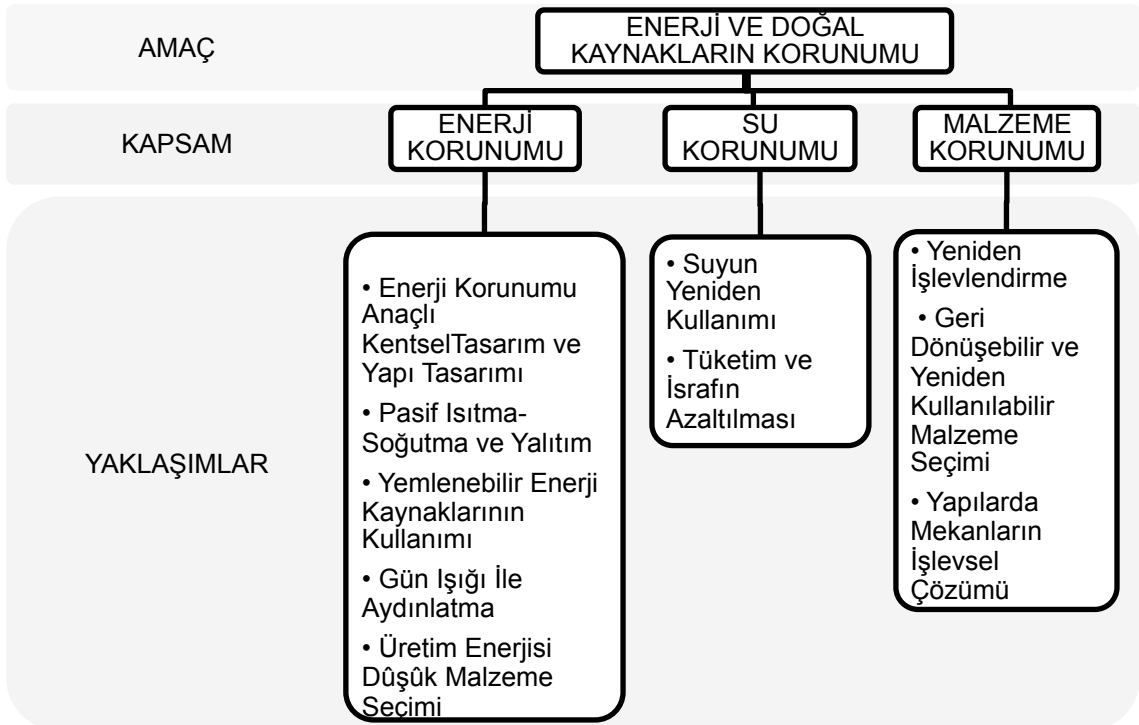 AMAÇ
ENERJİ VE DOĞAL
KAYNAKLARIN KORUNUMU
KAPSAM
ENERJİ
KORUNUMU
SU
KORUNUMU
MALZEME
KORUNUMU
YAKLAŞIMLAR
• Enerji Korunumu
Anaçlı
KentselTasarım ve
Yapı Tasarımı
• Pasif Isıtma-
Soğutma ve Yalıtım
• Yemlenebilir Enerji
Kaynaklarının
Kullanımı
• Gün Işığı İle
Aydınlatma
• Üretim Enerjisi
Dûşûk Malzeme
Seçimi
• Suyun
Yeniden
Kullanımı
• Tüketim ve
İsrafın
Azaltılması
• Yeniden
İşlevlendirme
• Geri
Dönüşebilir ve
Yeniden
Kullanılabilir
Malzeme
Seçimi
• Yapılarda
Mekanların
İşlevsel
Çözümü